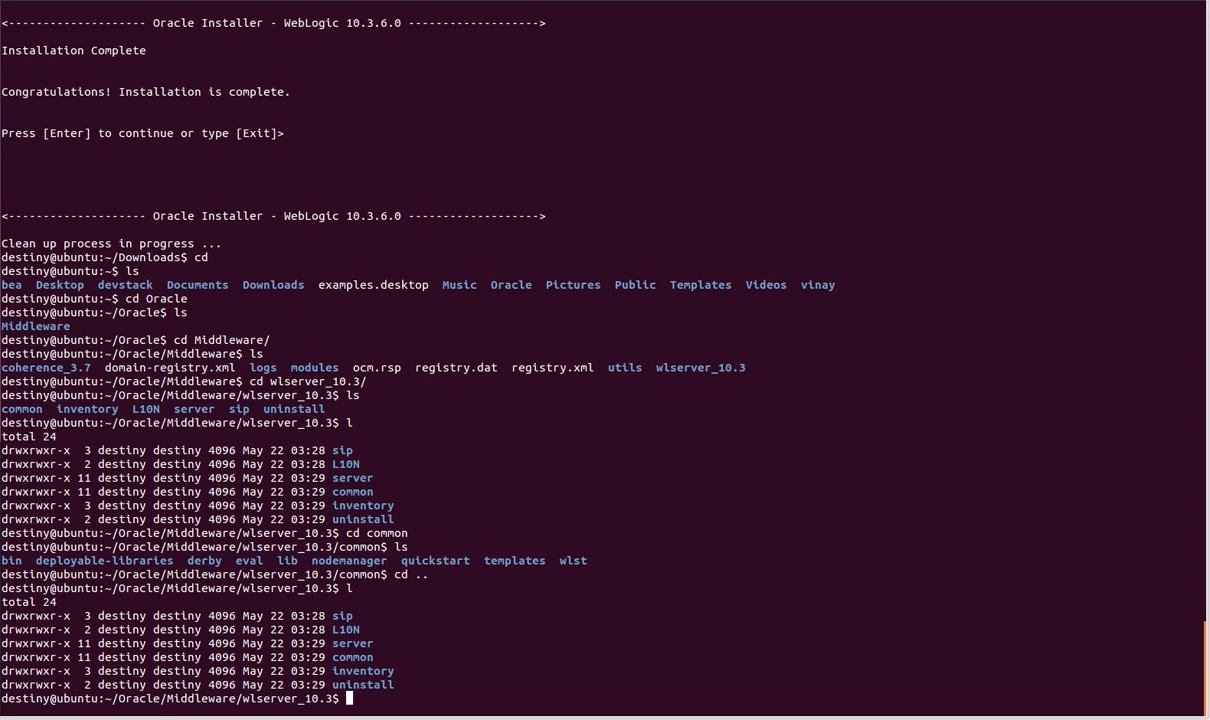 <-------------------- Oracle Installer - WebLogic 10.3.6.0 ------------------->
Installation Complete
Congratulations! Installation is complete.
Press [Enter] to continue or type [Exit]>
<-------------------- Oracle Installer - WebLogic 10.3.6.0 ------------------->
Clean up process in progress ...
destiny@ubuntu:~/Downloads$ cd
destiny@ubuntu:~$ ls
bea  Desktop  devstack  Documents  Downloads  examples.desktop  Music  Oracle  Pictures  Public  Templates  Videos  vinay
destiny@ubuntu:~$ cd Oracle
destiny@ubuntu:~/Oracle$ ls
Middleware
destiny@ubuntu:~/Oracle$ cd Middleware/
destiny@ubuntu:~/Oracle/Middleware$ ls
coherence_3.7  domain-registry.xml  logs  modules  ocm.rsp  registry.dat  registry.xml  utils  wlserver_10.3
destiny@ubuntu:~/Oracle/Middleware$ cd wlserver_10.3/
destiny@ubuntu:~/Oracle/Middleware/wlserver_10.3$ ls
common  inventory  L10N  server  sip  uninstall
destiny@ubuntu:~/Oracle/Middleware/wlserver_10.3$ l
total 24
drwxrwxr-x  3 destiny destiny 4096 May 22 03:28 sip
drwxrwxr-x  2 destiny destiny 4096 May 22 03:28 L10N
drwxrwxr-x 11 destiny destiny 4096 May 22 03:29 server
drwxrwxr-x 11 destiny destiny 4096 May 22 03:29 common
drwxrwxr-x  3 destiny destiny 4096 May 22 03:29 inventory
drwxrwxr-x  2 destiny destiny 4096 May 22 03:29 uninstall
destiny@ubuntu:~/Oracle/Middleware/wlserver_10.3$ cd common
destiny@ubuntu:~/Oracle/Middleware/wlserver_10.3/common$ ls
bin  deployable-libraries  derby  eval  lib  nodemanager  quickstart  templates  wlst
destiny@ubuntu:~/Oracle/Middleware/wlserver_10.3/common$ cd ..
destiny@ubuntu:~/Oracle/Middleware/wlserver_10.3$ l
total 24
drwxrwxr-x  3 destiny destiny 4096 May 22 03:28 sip
drwxrwxr-x  2 destiny destiny 4096 May 22 03:28 L10N
drwxrwxr-x 11 destiny destiny 4096 May 22 03:29 server
drwxrwxr-x 11 destiny destiny 4096 May 22 03:29 common
drwxrwxr-x  3 destiny destiny 4096 May 22 03:29 inventory
drwxrwxr-x  2 destiny destiny 4096 May 22 03:29 uninstall
destiny@ubuntu:~/Oracle/Middleware/wlserver_10.3$